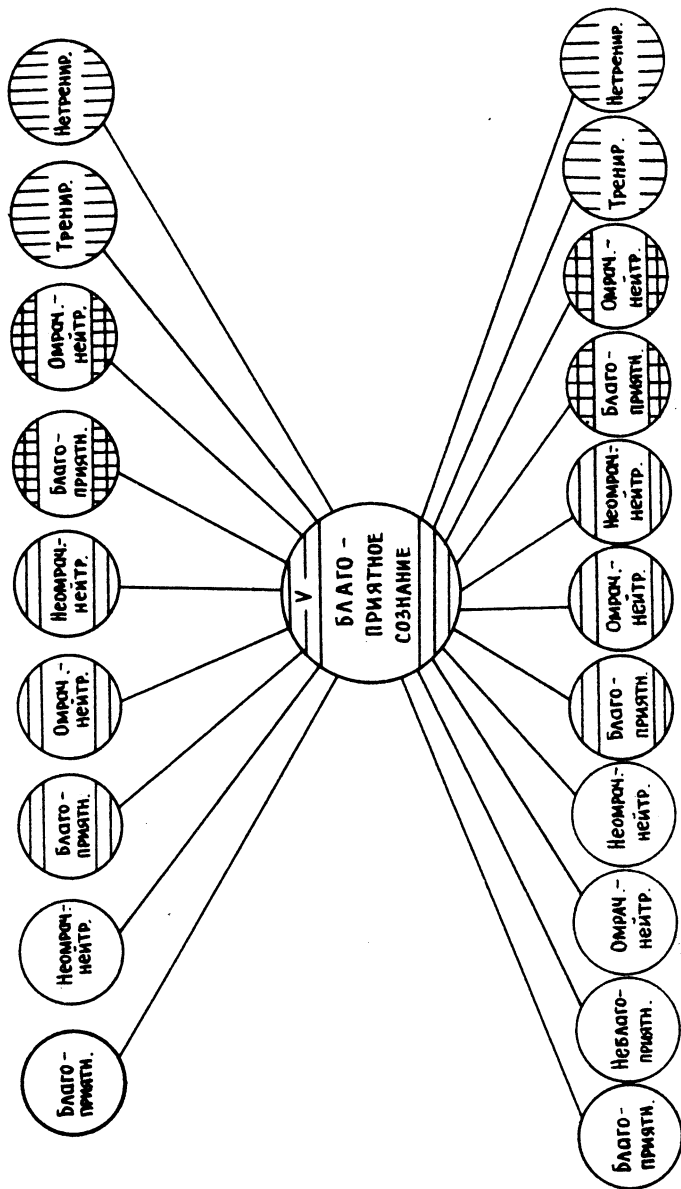 Нетренир.
Тренир.
Омрач.-
нейтр.
Благо-
приятн.
Неомрач.-
нейтр.
Омрач.-
нейтр.
Благо-
приятн.
Неомрач.-
нейтр.
Благо-
приятн.
V
БЛАГО-
ПРИЯТНОЕ
СОЗНАНИЕ
Нетренир.
Тренир.
Омрач.-
нейтр.
Благо-
приятн.
Неомрач.-
нейтр.
Омрач.-
нейтр.
Благо-
приятн.
Неомрач.-
нейтр.
Омрач.-
нейтр.
Неблаго-
приятн.
Благо-
приятн.